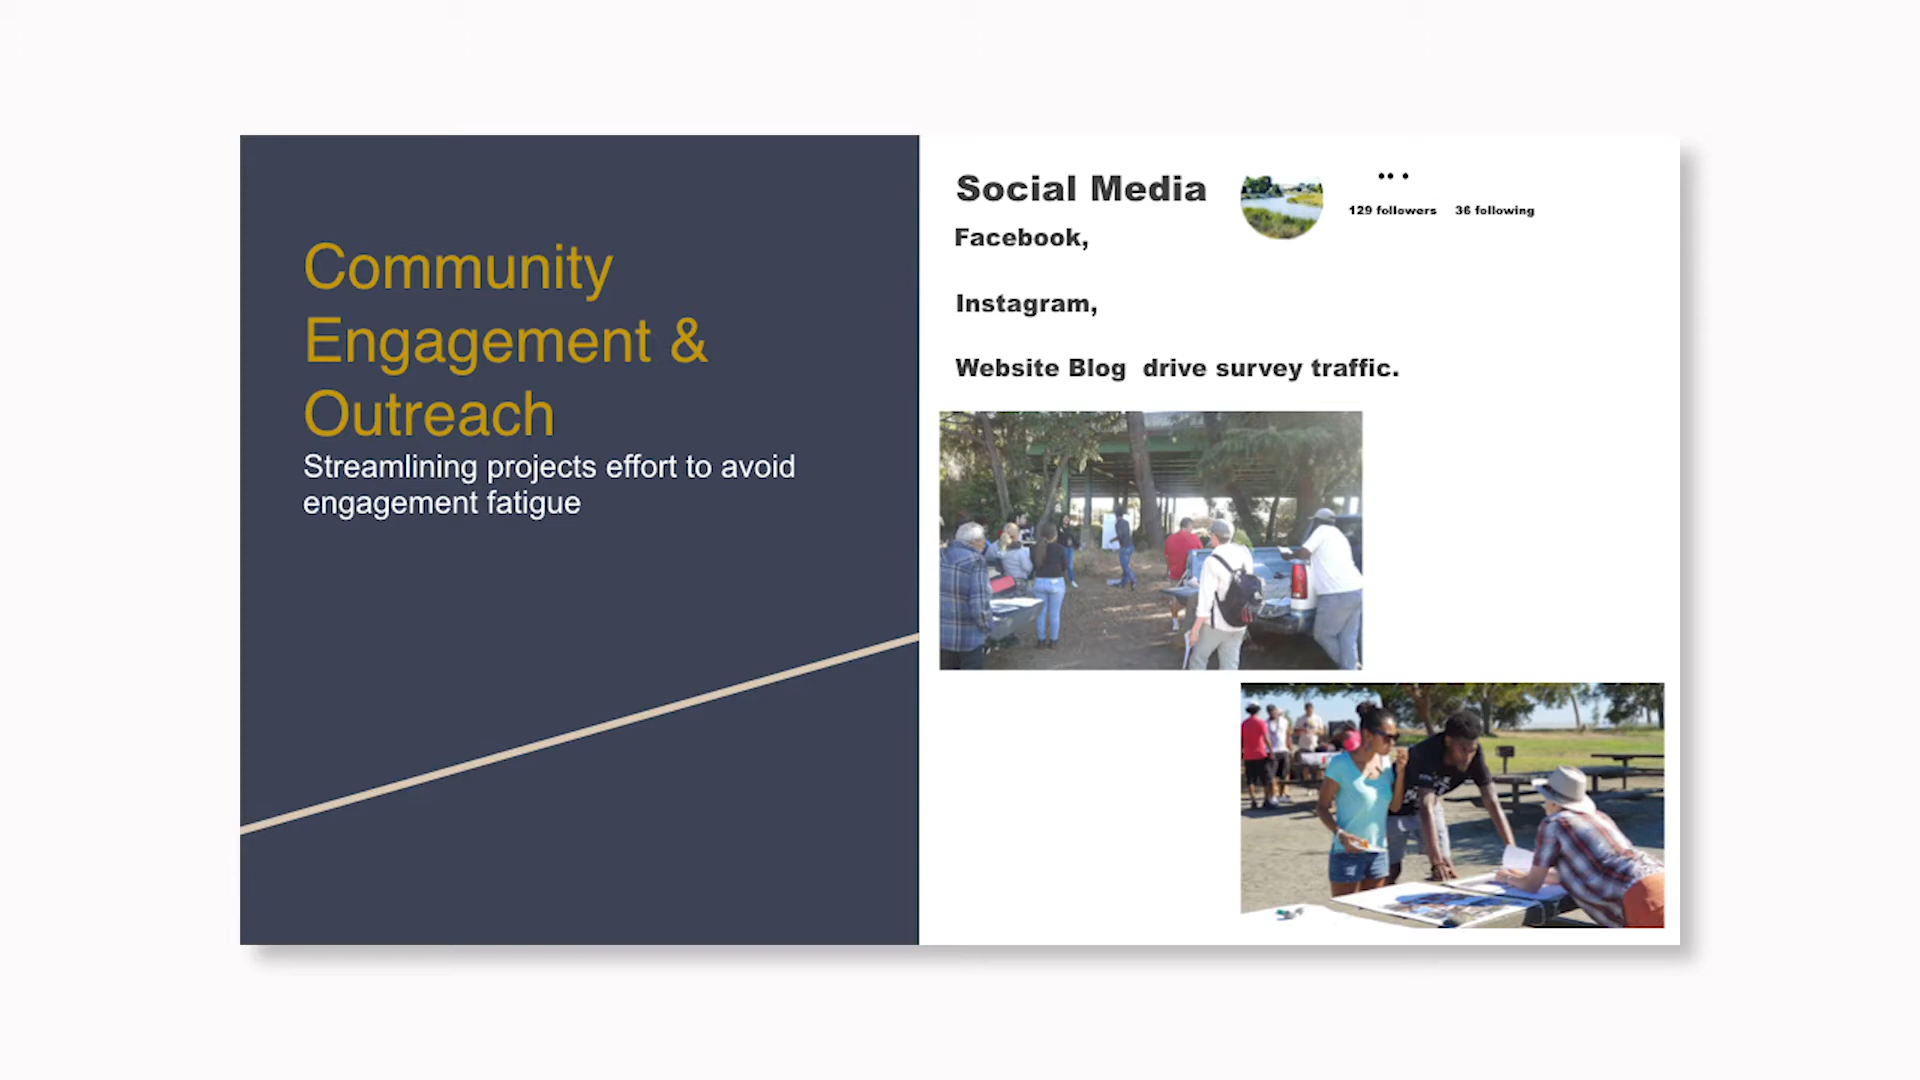 Community
Engagement &
Outreach
Streamlining projects effort to avoid
engagement fatigue
Social Media
129 followers 36 following
Facebook,
Instagram,
Website Blog drive survey traffic.